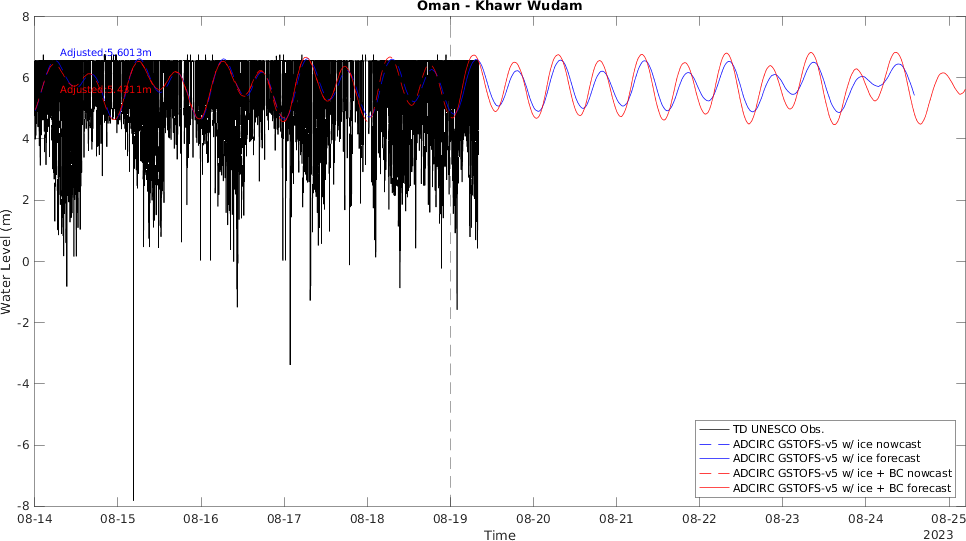 Oman - Khawr Wudam
8
6
4
2
0
-2
-4
-6
-8
Water Level (m)
Adjusted:5.6013m
Adjusted:5.4311m
TD UNESCO Obs.
ADCIRC GSTOFS-v5 w/ ice nowcast
ADCIRC GSTOFS-v5 w/ ice forecast
ADCIRC GSTOFS-v5 w/ ice + BC nowcast
ADCIRC GSTOFS-v5 w/ ice + BC forecast
08-14 08-15 08-16 08-17 08-18 08-19 08-20 08-21 08-22 08-23 08-24 08-25
Time
2023